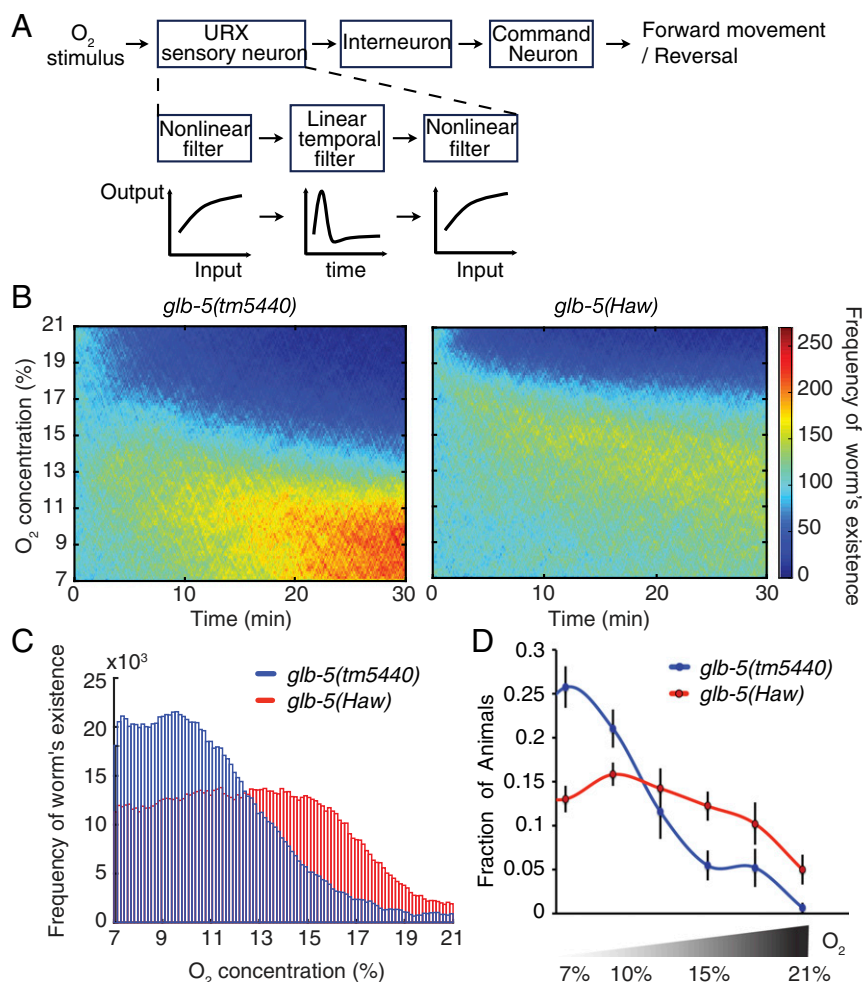 A
O2 stimulus
URX sensory neuron
Interneuron
Command Neuron
Forward movement / Reversal
Nonlinear filter
Linear temporal filter
Nonlinear filter
Output
Input
time
Input
B
glb-5(tm5440)
glb-5(Haw)
O2 concentration (%)
21
19
17
15
13
11
9
7
0
10
20
30
Time (min)
0
10
20
30
Time (min)
250
200
150
100
50
0
Frequency of worm's existence
C
x10³
Frequency of worm's existence
25
20
15
10
5
0
glb-5(tm5440)
glb-5(Haw)
7
9
11
13
15
17
19
21
O2 concentration (%)
D
Fraction of Animals
0.3
0.25
0.2
0.15
0.1
0.05
0
glb-5(tm5440)
glb-5(Haw)
O2
7%
10%
15%
21%